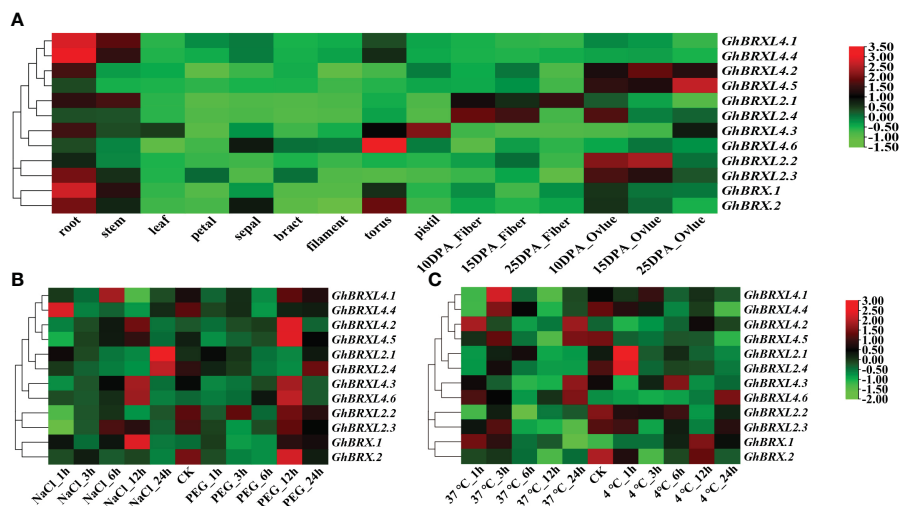 A
GhBRXL4.1
GhBRXL4.4
GhBRXL4.2
GhBRXL4.5
GhBRXL2.1
GhBRXL2.4
GhBRXL4.3
GhBRXL4.6
GhBRXL2.2
GhBRXL2.3
GhBRX.1
GhBRX.2
3.50
3.00
2.50
2.00
1.50
1.00
0.50
0.00
-0.50
-1.00
-1.50
root
stem
leaf
petal
sepal
bract
filament
torus
pistil
10DPA_Fiber
15DPA_Fiber
25DPA_Fiber
10DPA_Ovlue
15DPA_Ovlue
25DPA_Ovlue
B
GhBRXL4.1
GhBRXL4.4
GhBRXL4.2
GhBRXL4.5
GhBRXL2.1
GhBRXL2.4
GhBRXL4.3
GhBRXL4.6
GhBRXL2.2
GhBRXL2.3
GhBRX.1
GhBRX.2
NaCl_1h
NaCl_3h
NaCl_6h
NaCl_12h
NaCl_24h
CK
PEG_1h
PEG_3h
PEG_6h
PEG_12h
PEG_24h
C
GhBRXL4.1
GhBRXL4.4
GhBRXL4.2
GhBRXL4.5
GhBRXL2.1
GhBRXL2.4
GhBRXL4.3
GhBRXL4.6
GhBRXL2.2
GhBRXL2.3
GhBRX.1
GhBRX.2
3.00
2.50
2.00
1.50
1.00
0.50
0.00
-0.50
-1.00
-1.50
-2.00
37 °C_1h
37 °C_3h
37 °C_6h
37 °C_12h
37 °C_24h
CK
4 °C_1h
4 °C_3h
4 °C_6h
4 °C_12h
4 °C_24h